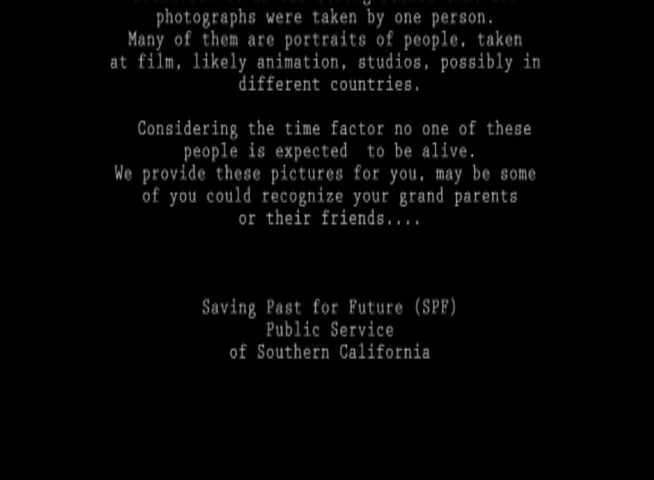 photographs were taken by one person.
Many of them are portraits of people, taken
at film, likely animation, studios, possibly in
different countries.
Considering the time factor no one of these
people is expected to be alive.
We provide these pictures for you, may be some
of you could recognize your grand parents
or their friends....
Saving Past for Future (SPF)
Public Service
of Southern California